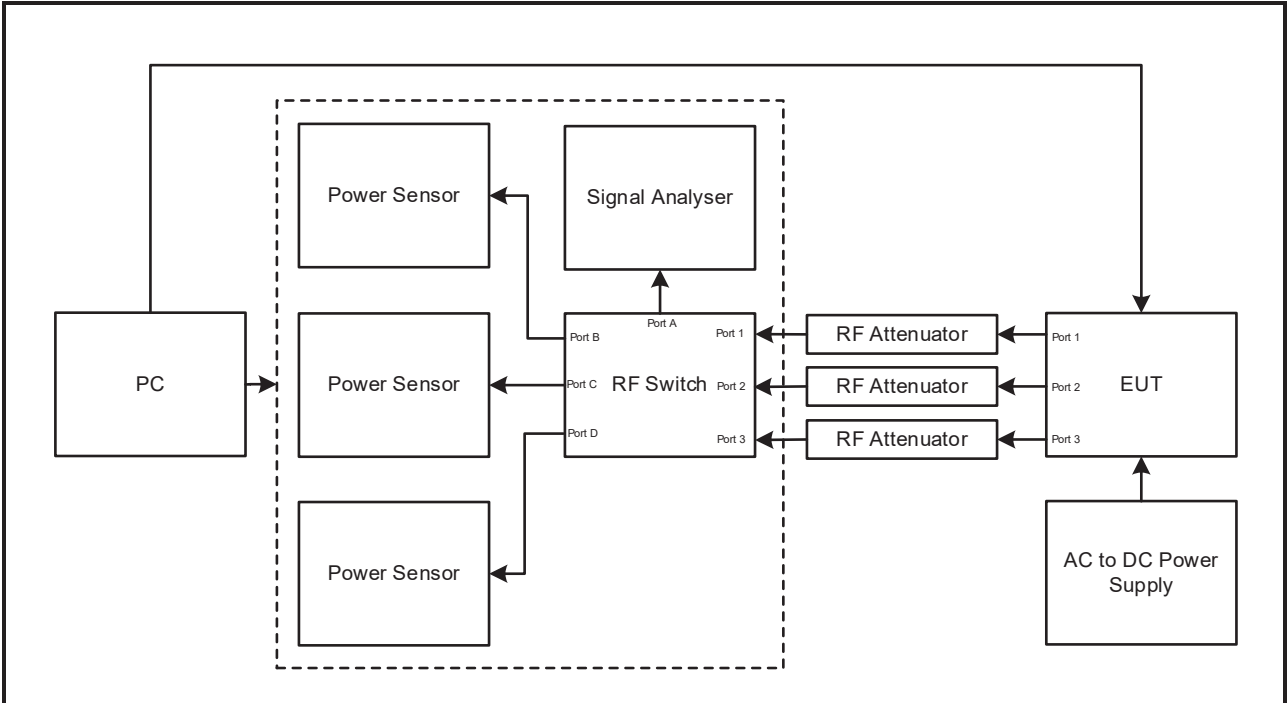 Power Sensor
Signal Analyser
Port A
Port B
Port 1
RF Attenuator
Port 1
PC
Power Sensor
Port C
RF Switch
Port 2
RF Attenuator
Port 2
EUT
Port D
Port 3
RF Attenuator
Port 3
Power Sensor
AC to DC Power
Supply